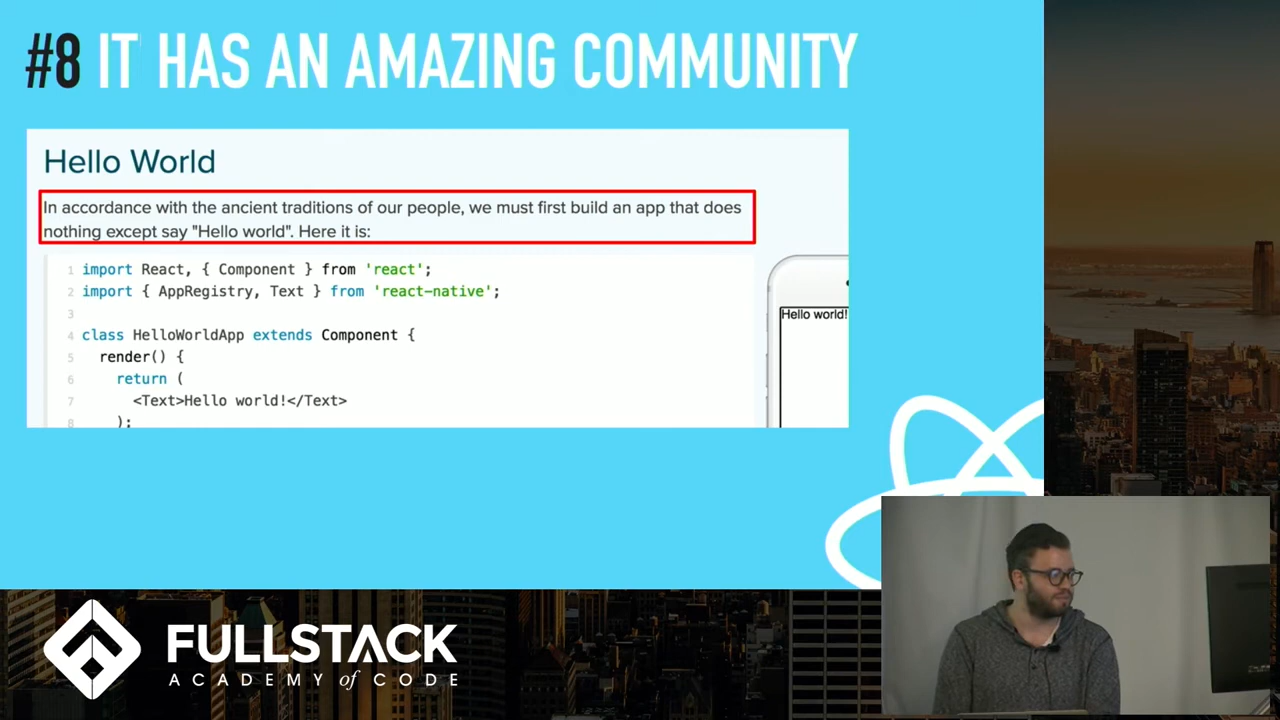 #8 IT HAS AN AMAZING COMMUNITY
Hello World
In accordance with the ancient traditions of our people, we must first build an app that does
nothing except say "Hello world". Here it is:
1 import React, { Component } from 'react';
2 import { AppRegistry, Text } from 'react-native';
3
4 class HelloWorldApp extends Component {
5 render() {
6 return (
7 <Text>Hello world!</Text>
8 );
Hello world!
FULLSTACK
ACADEMY of CODE